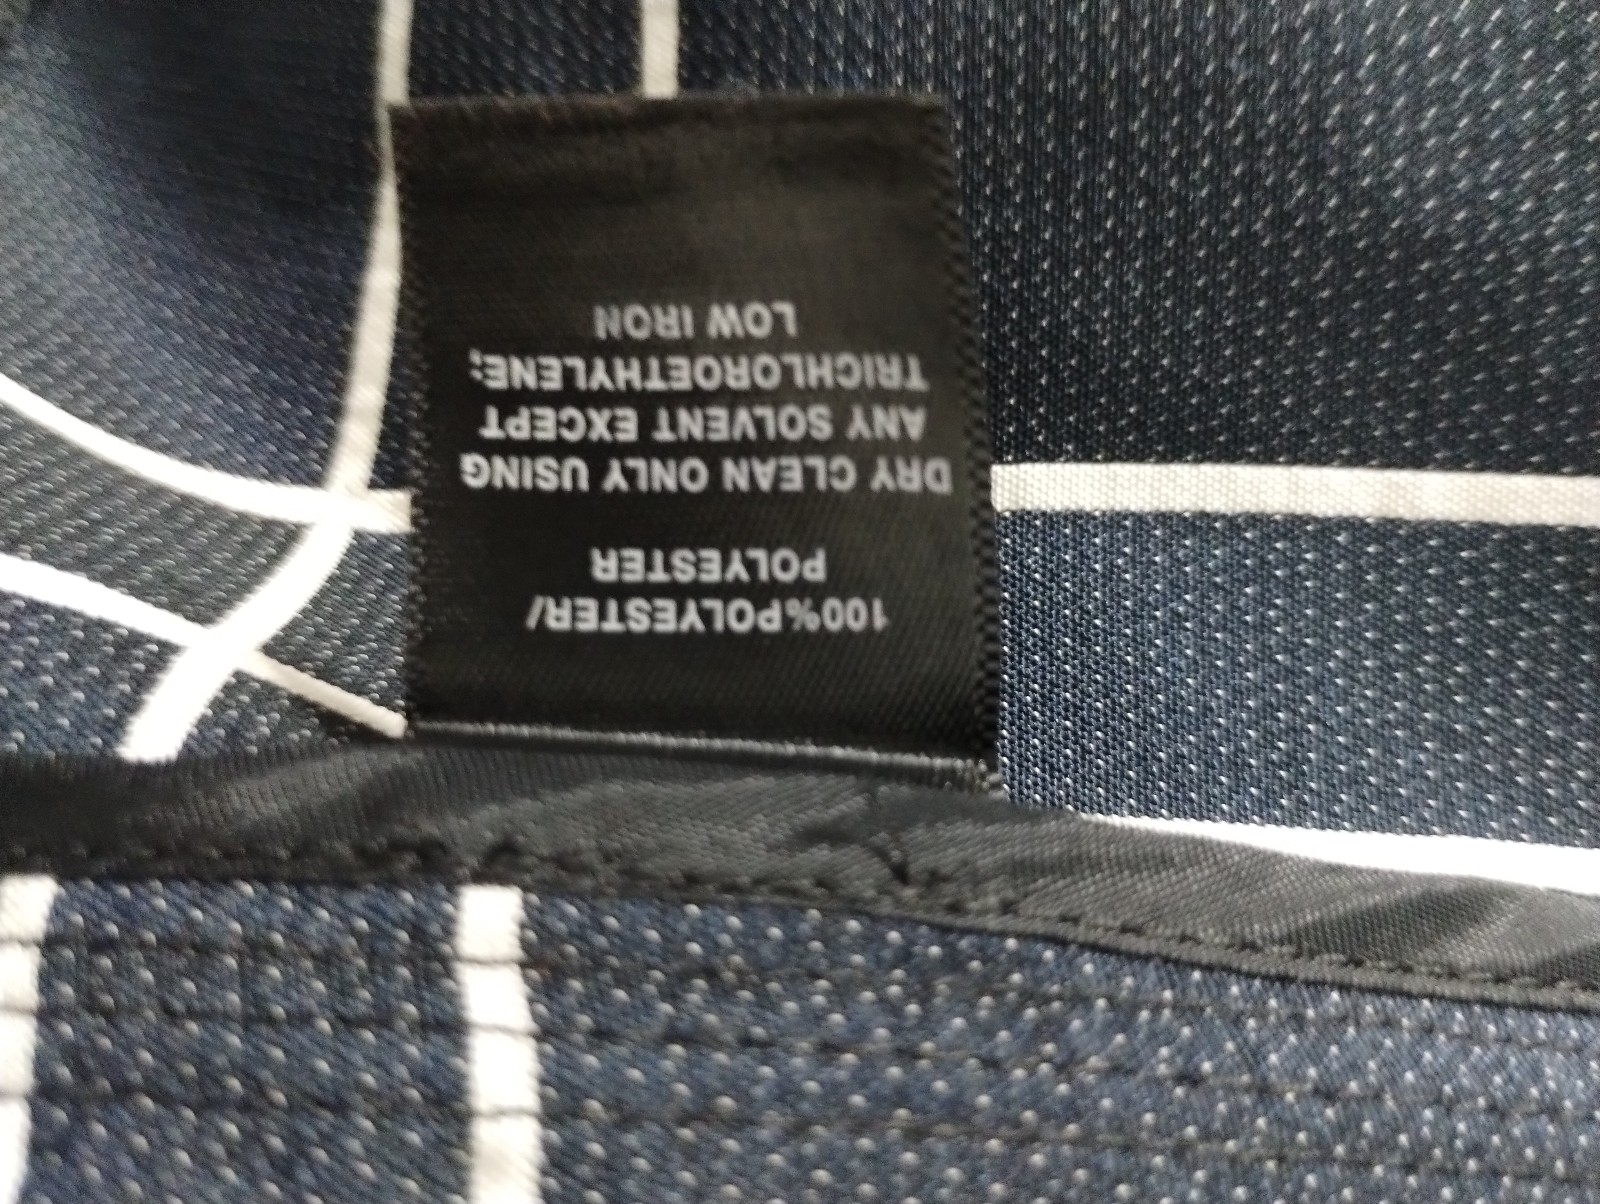 100%POLYESTER/
POLYESTER
DRY CLEAN ONLY USING
ANY SOLVENT EXCEPT
TRICHLOROETHYLENE;
LOW IRON